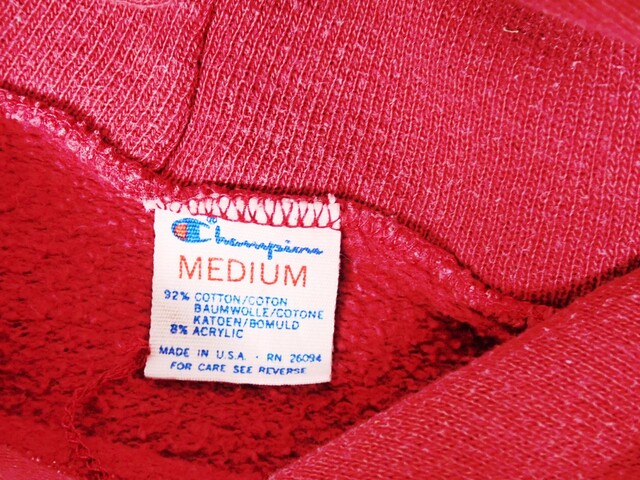 Champion
MEDIUM
92% COTTON/COTON
BAUMWOLLE/COTONE
KATOEN/BOMULD
8% ACRYLIC
MADE IN U.S.A. · RN 26094
FOR CARE SEE REVERSE